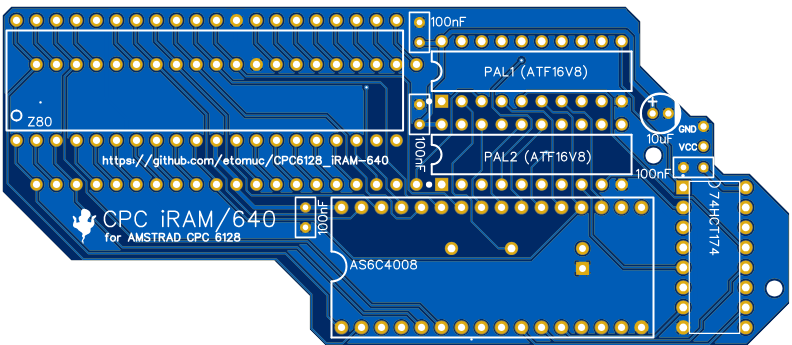 100nF
PAL1 (ATF16V8)
Z80
+
10uF
GND
VCC
100nF
https://github.com/etomuc/CPC6128_iRAM-640
PAL2 (ATF16V8)
100nF
74HCT174
CPC iRAM/640
for AMSTRAD CPC 6128
100nF
AS6C4008